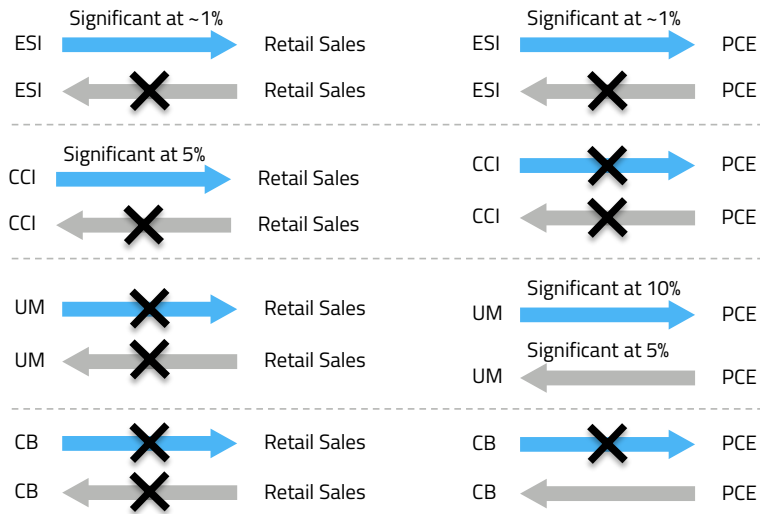 Significant at ~1%
ESI Retail Sales
ESI Retail Sales
Significant at ~1%
ESI PCE
ESI PCE
Significant at 5%
CCI Retail Sales
CCI Retail Sales
CCI PCE
CCI PCE
UM Retail Sales
UM Retail Sales
Significant at 10%
UM PCE
Significant at 5%
UM PCE
CB Retail Sales
CB Retail Sales
CB PCE
CB PCE